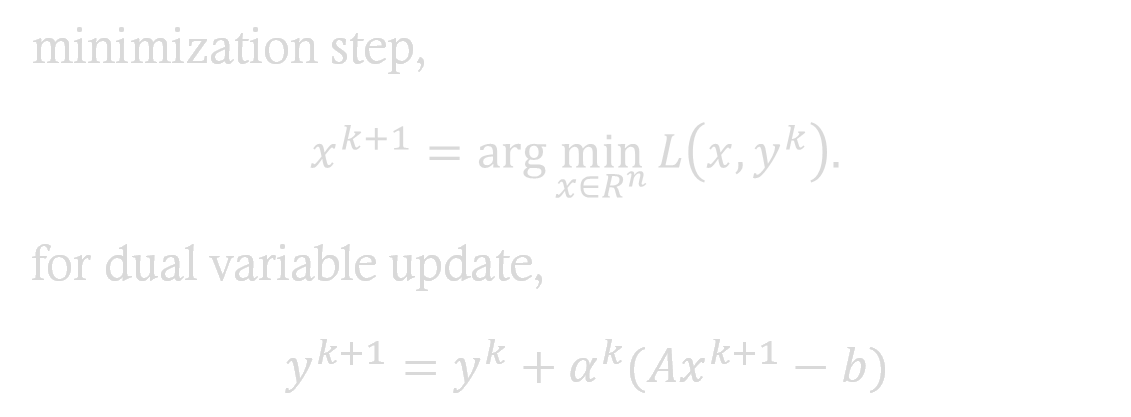 minimization step,
x^{k+1} = arg min_{x∈R^n} L(x, y^k).
for dual variable update,
y^{k+1} = y^k + α^k(Ax^{k+1} − b)